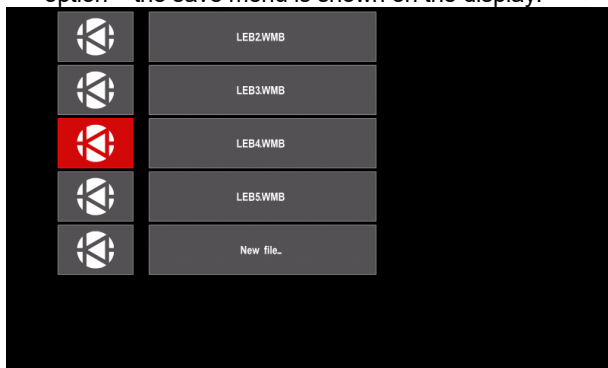 option – the save menu is shown on the display.
LEB2.WMB
LEB3.WMB
LEB4.WMB
LEB5.WMB
New file...